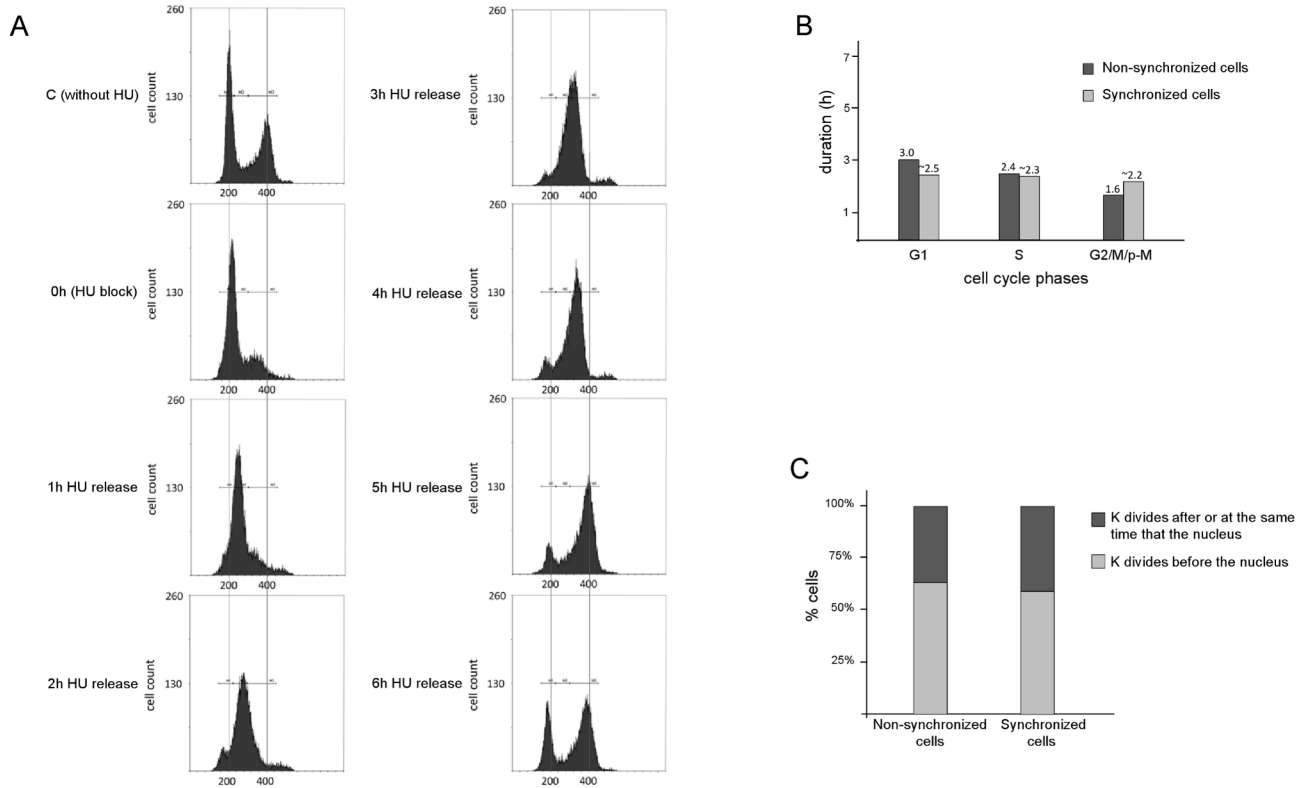 A
260
C (without HU)
cell count
130
200 400
260
0h (HU block)
cell count
130
200 400
260
1h HU release
cell count
130
200 400
260
2h HU release
cell count
130
200 400
260
3h HU release
cell count
130
200 400
260
4h HU release
cell count
130
200 400
260
5h HU release
cell count
130
200 400
260
6h HU release
cell count
130
200 400
B
7
5
3
1
duration (h)
Non-synchronized cells
Synchronized cells
3.0
~2.5
2.4
~2.3
1.6
~2.2
G1 S G2/M/p-M
cell cycle phases
C
100%
75%
50%
25%
% cells
K divides after or at the same
time that the nucleus
K divides before the nucleus
Non-synchronized
cells
Synchronized
cells